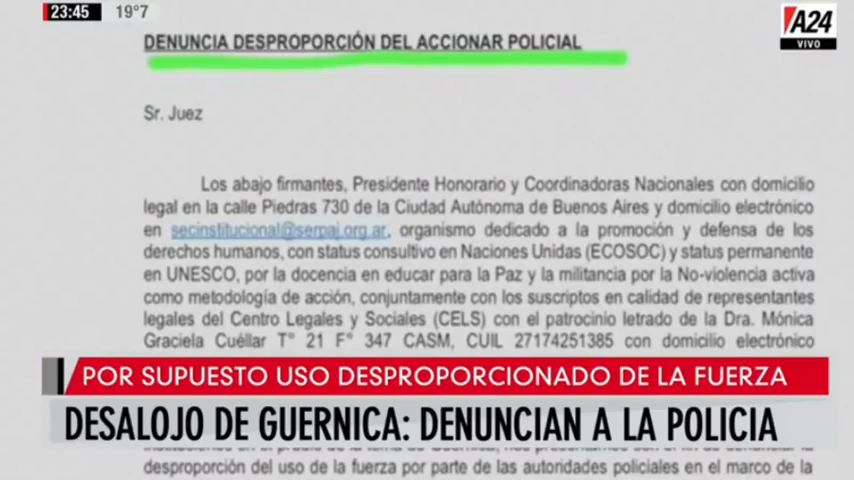 23:45 19°7
A24
VIVO
DENUNCIA DESPROPORCIÓN DEL ACCIONAR POLICIAL
Sr. Juez
Los abajo firmantes, Presidente Honorario y Coordinadoras Nacionales con domicilio
legal en la calle Piedras 730 de la Ciudad Autónoma de Buenos Aires y domicilio electrónico
en secinstitucional@serpaj.org.ar, organismo dedicado a la promoción y defensa de los
derechos humanos, con status consultivo en Naciones Unidas (ECOSOC) y status permanente
en UNESCO, por la docencia en educar para la Paz y la militancia por la No-violencia activa
como metodología de acción, conjuntamente con los suscriptos en calidad de representantes
legales del Centro Legales y Sociales (CELS) con el patrocinio letrado de la Dra. Mónica
Graciela Cuéllar T° 21 F° 347 CASM, CUIL 27174251385 con domicilio electrónico
POR SUPUESTO USO DESPROPORCIONADO DE LA FUERZA
DESALOJO DE GUERNICA: DENUNCIAN A LA POLICIA
desproporción del uso de la fuerza por parte de las autoridades policiales en el marco de la